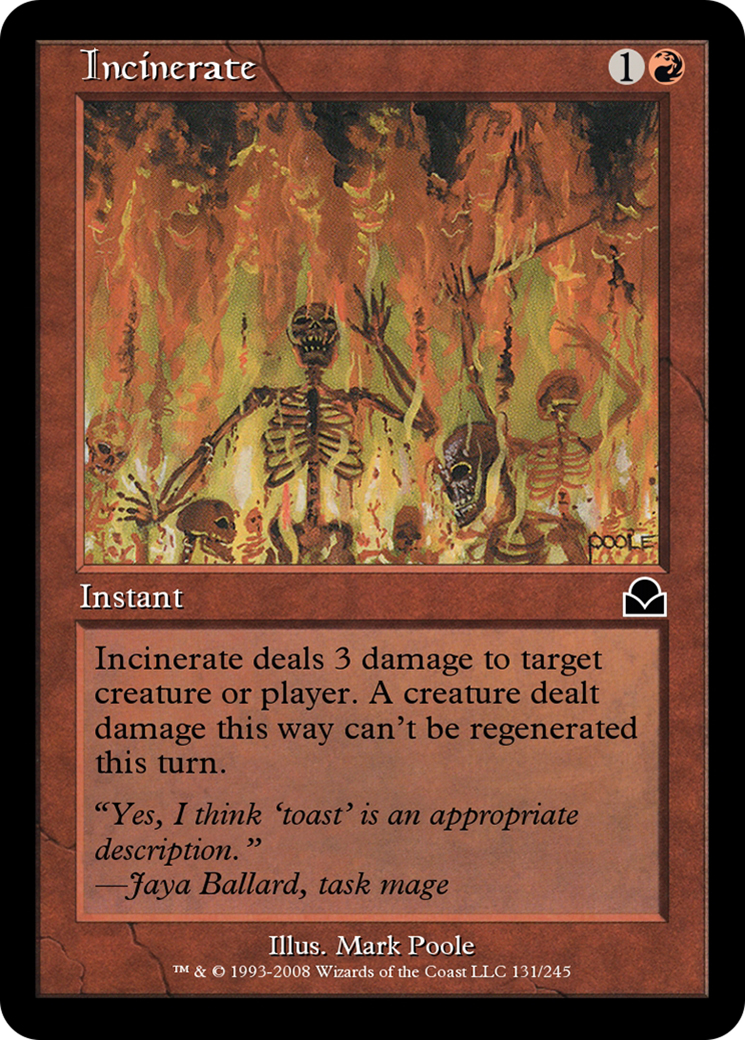 Incinerate 1
POOLE
Instant
Incinerate deals 3 damage to target
creature or player. A creature dealt
damage this way can’t be regenerated
this turn.
“Yes, I think ‘toast’ is an appropriate
description.”
—Jaya Ballard, task mage
Illus. Mark Poole
™ & © 1993-2008 Wizards of the Coast LLC 131/245